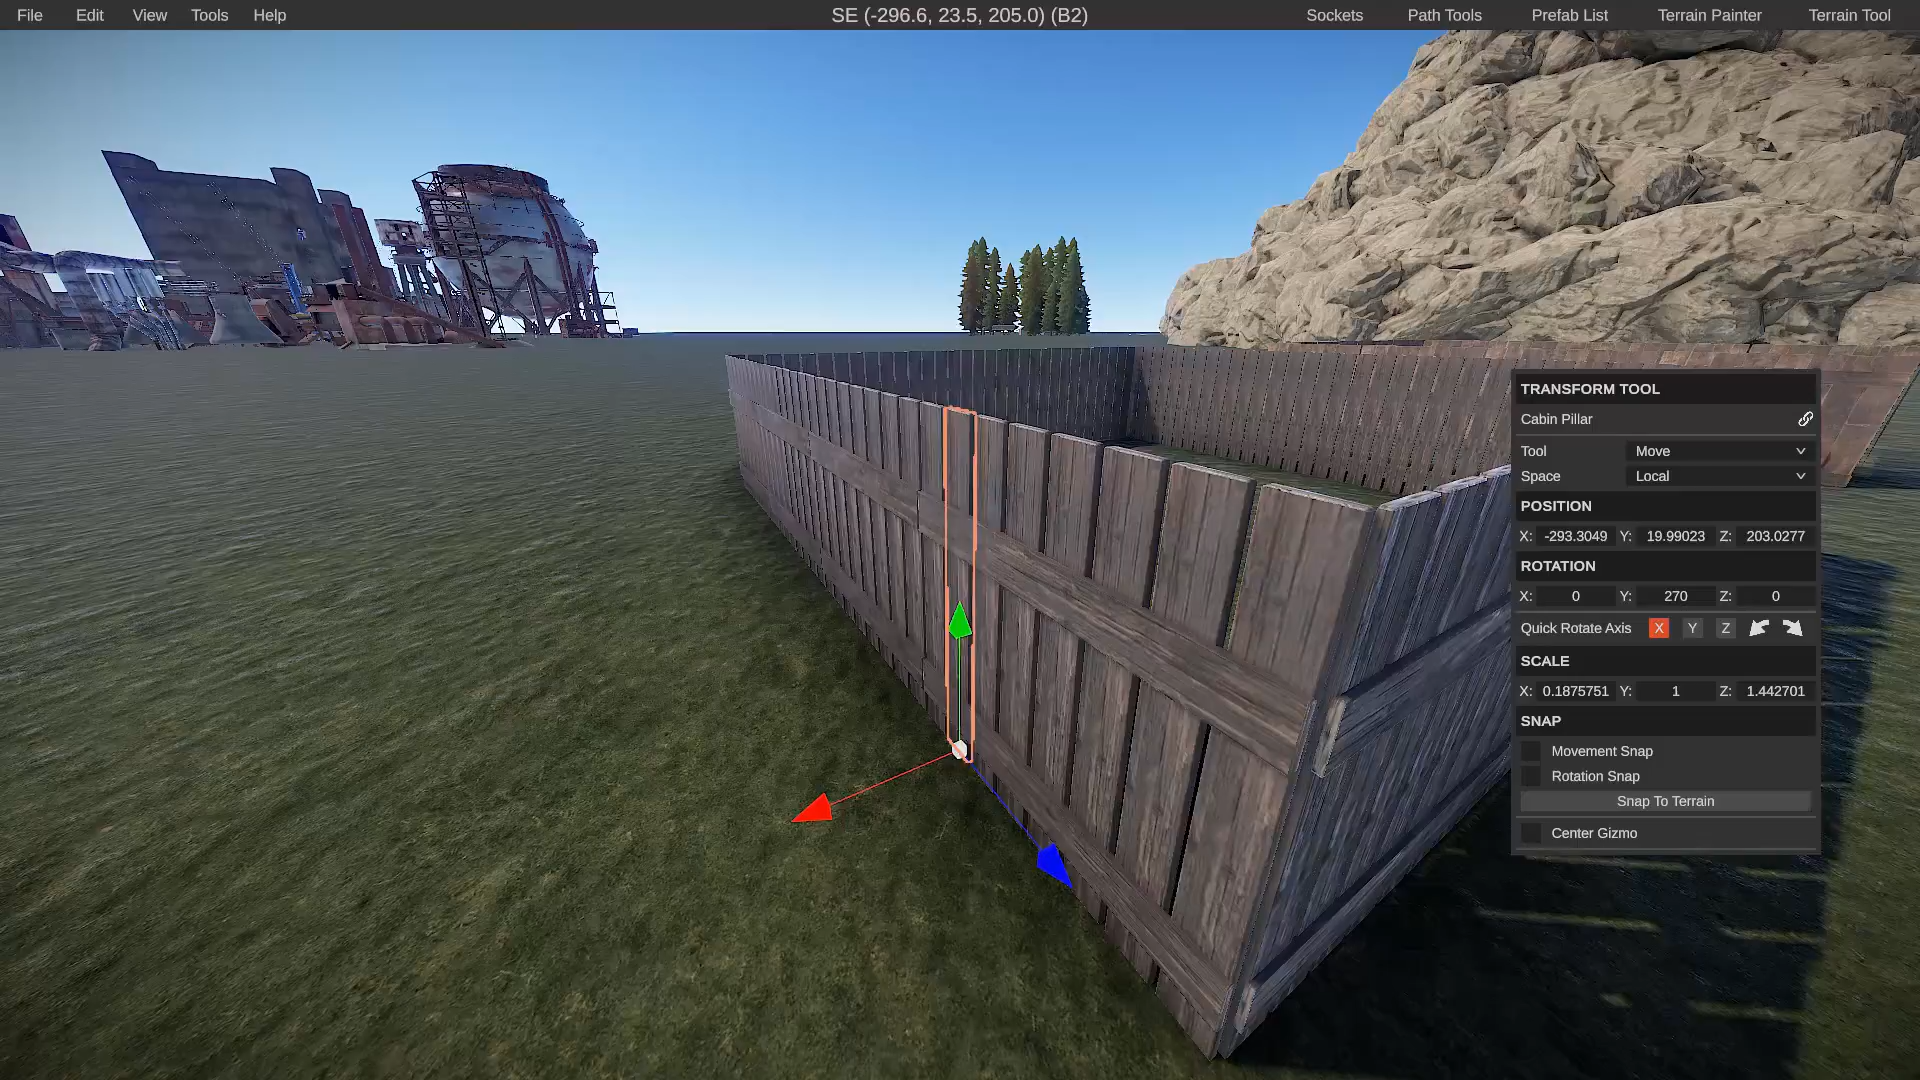 File Edit View Tools Help SE (-296.6, 23.5, 205.0) (B2) Sockets Path Tools Prefab List Terrain Painter Terrain Tool
TRANSFORM TOOL
Cabin Pillar
Tool Move
Space Local
POSITION
X: -293.3049 Y: 19.99023 Z: 203.0277
ROTATION
X: 0 Y: 270 Z: 0
Quick Rotate Axis X Y Z
SCALE
X: 0.1875751 Y: 1 Z: 1.442701
SNAP
Movement Snap
Rotation Snap
Snap To Terrain
Center Gizmo